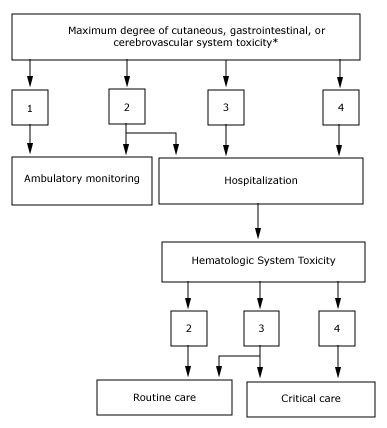 Maximum degree of cutaneous, gastrointestinal, or
cerebrovascular system toxicity*
1
2
3
4
Ambulatory monitoring
Hospitalization
Hematologic System Toxicity
2
3
4
Routine care
Critical care